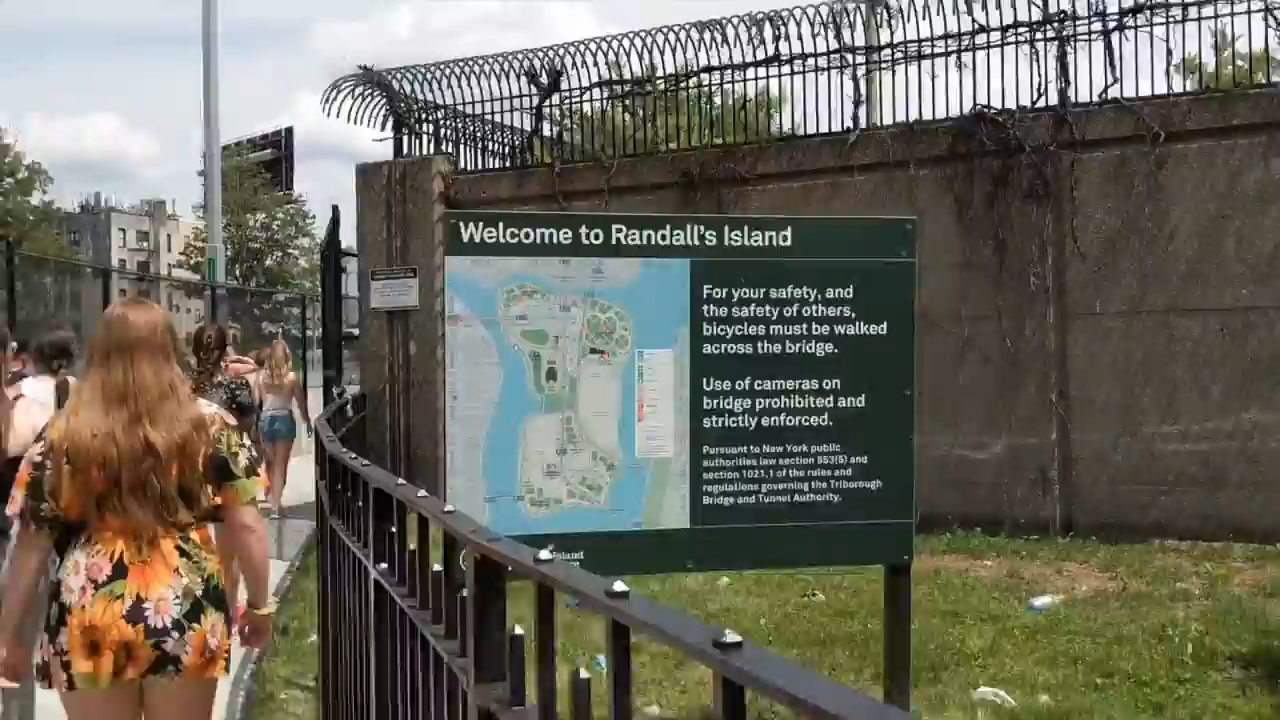 Welcome to Randall's Island
For your safety, and
the safety of others,
bicycles must be walked
across the bridge.
Use of cameras on
bridge prohibited and
strictly enforced.
Pursuant to New York public
authorities law section 553(5) and
section 1021.1 of the rules and
regulations governing the Triborough
Bridge and Tunnel Authority.
Island